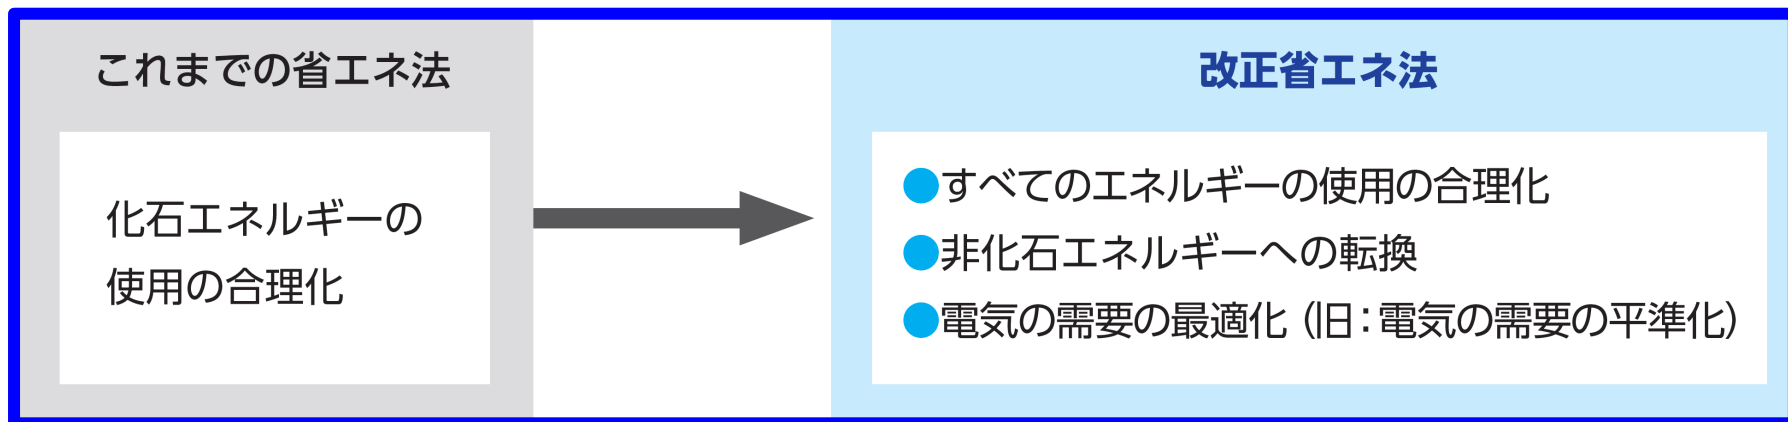 これまでの省エネ法
化石エネルギーの
使用の合理化
改正省エネ法
●すべてのエネルギーの使用の合理化
●非化石エネルギーへの転換
●電気の需要の最適化（旧：電気の需要の平準化）